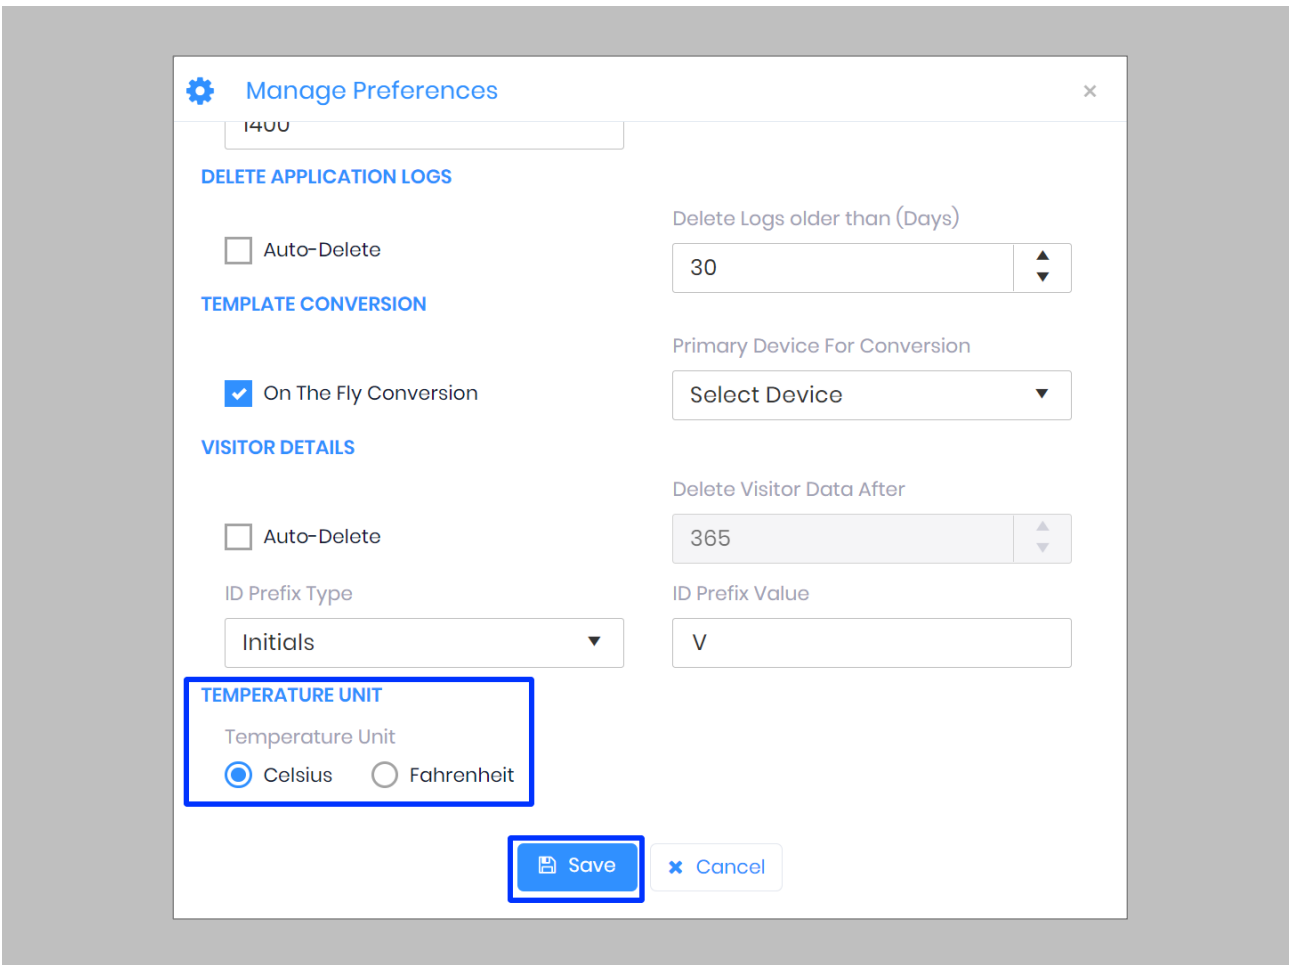 Manage Preferences
1400
DELETE APPLICATION LOGS
Delete Logs older than (Days)
Auto-Delete
30
TEMPLATE CONVERSION
Primary Device For Conversion
On The Fly Conversion
Select Device
VISITOR DETAILS
Delete Visitor Data After
Auto-Delete
365
ID Prefix Type
ID Prefix Value
Initials
V
TEMPERATURE UNIT
Temperature Unit
Celsius Fahrenheit
Save Cancel